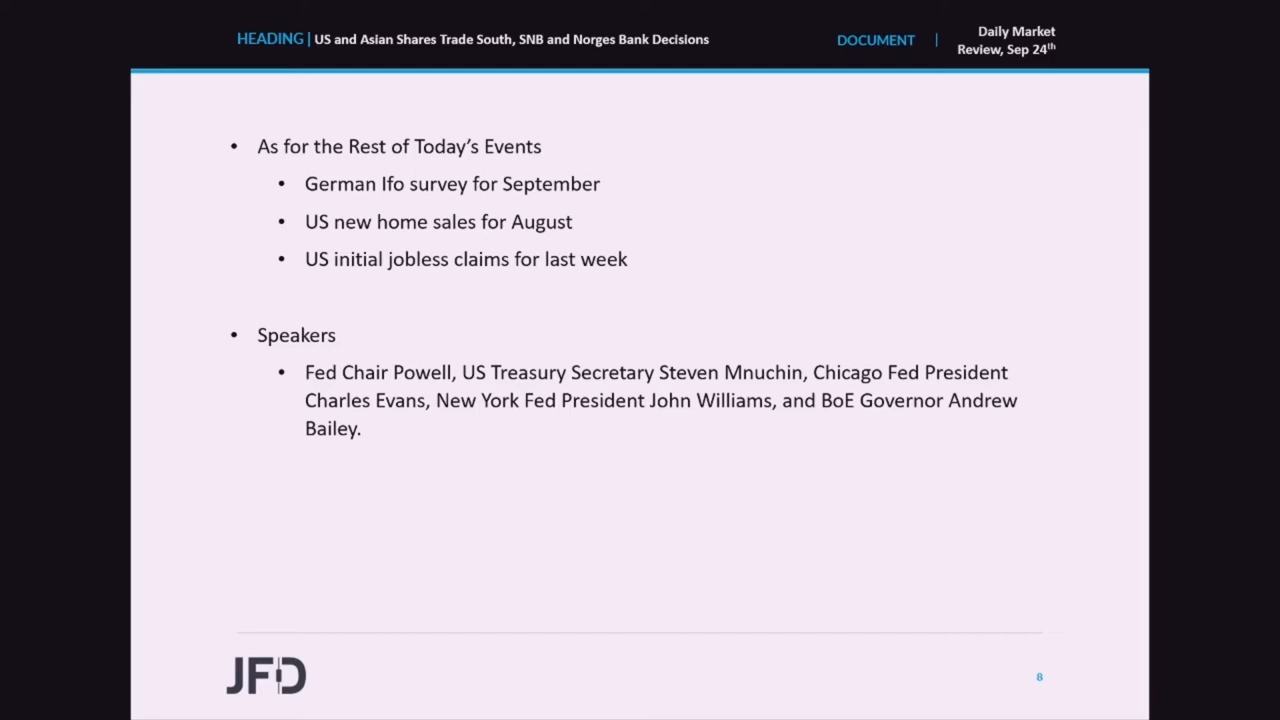 HEADING | US and Asian Shares Trade South, SNB and Norges Bank Decisions
DOCUMENT |
Daily Market
Review, Sep 24th
• As for the Rest of Today’s Events
• German Ifo survey for September
• US new home sales for August
• US initial jobless claims for last week
• Speakers
• Fed Chair Powell, US Treasury Secretary Steven Mnuchin, Chicago Fed President
Charles Evans, New York Fed President John Williams, and BoE Governor Andrew
Bailey.
JFD
8